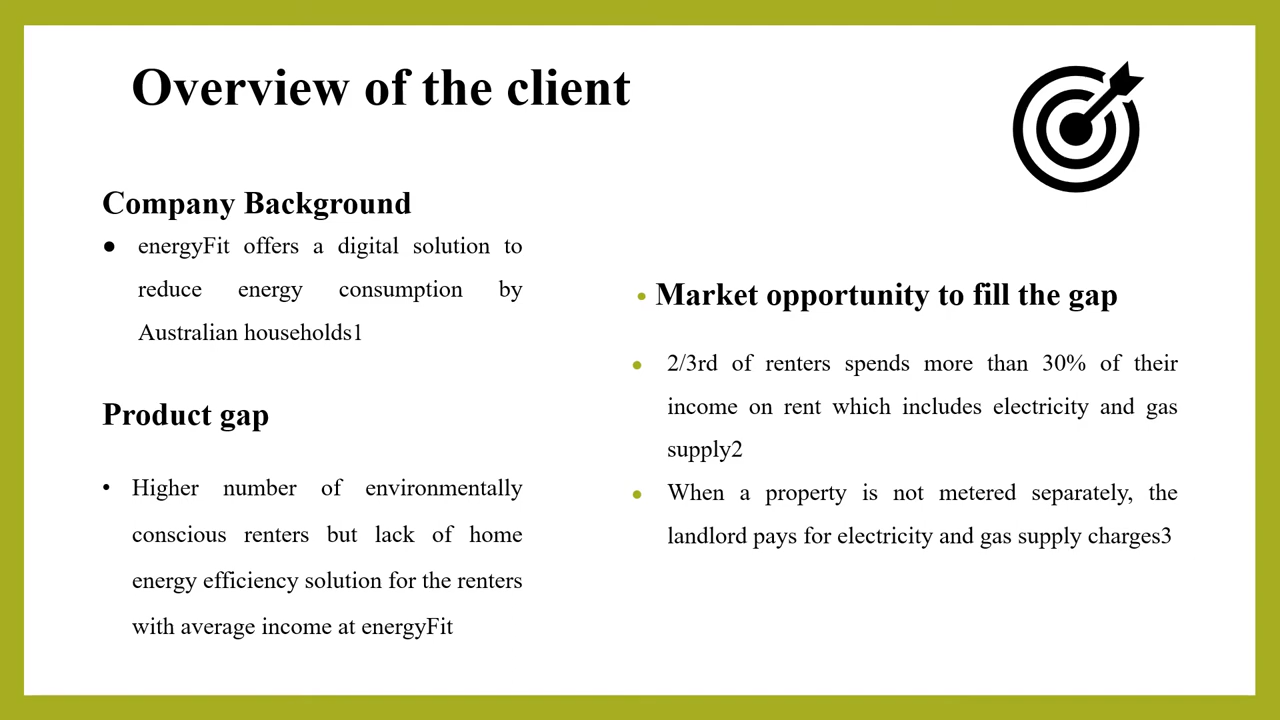 Overview of the client
Company Background
● energyFit offers a digital solution to
reduce energy consumption by
Australian households1
Product gap
• Higher number of environmentally
conscious renters but lack of home
energy efficiency solution for the renters
with average income at energyFit
• Market opportunity to fill the gap
● 2/3rd of renters spends more than 30% of their
income on rent which includes electricity and gas
supply2
● When a property is not metered separately, the
landlord pays for electricity and gas supply charges3